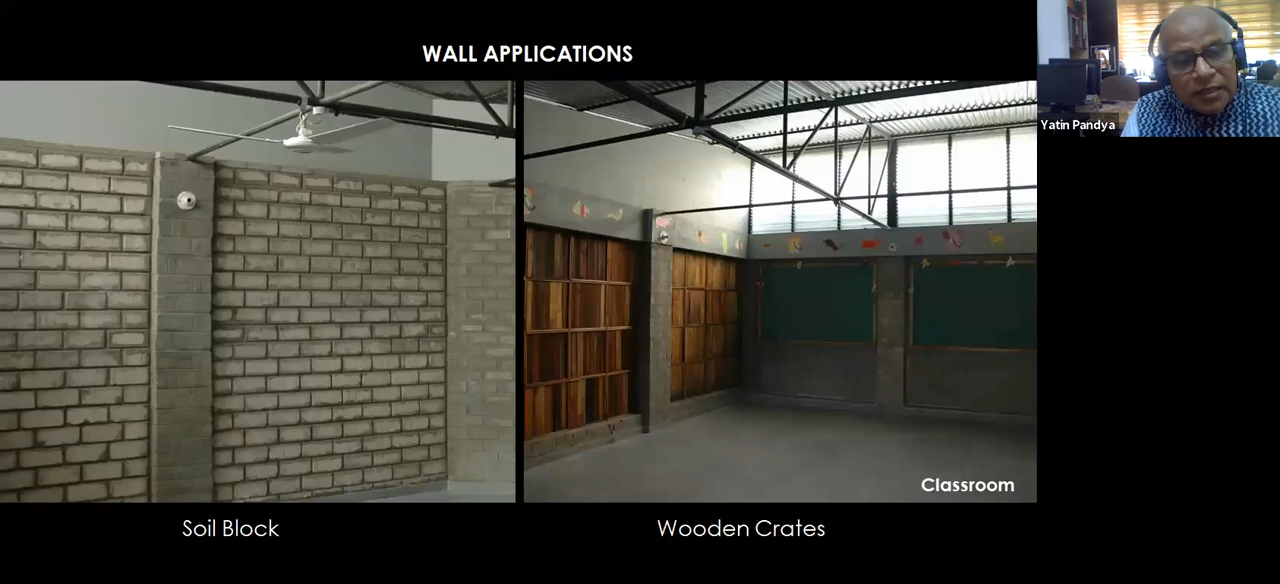 WALL APPLICATIONS
Yatin Pandya
Classroom
Soil Block
Wooden Crates